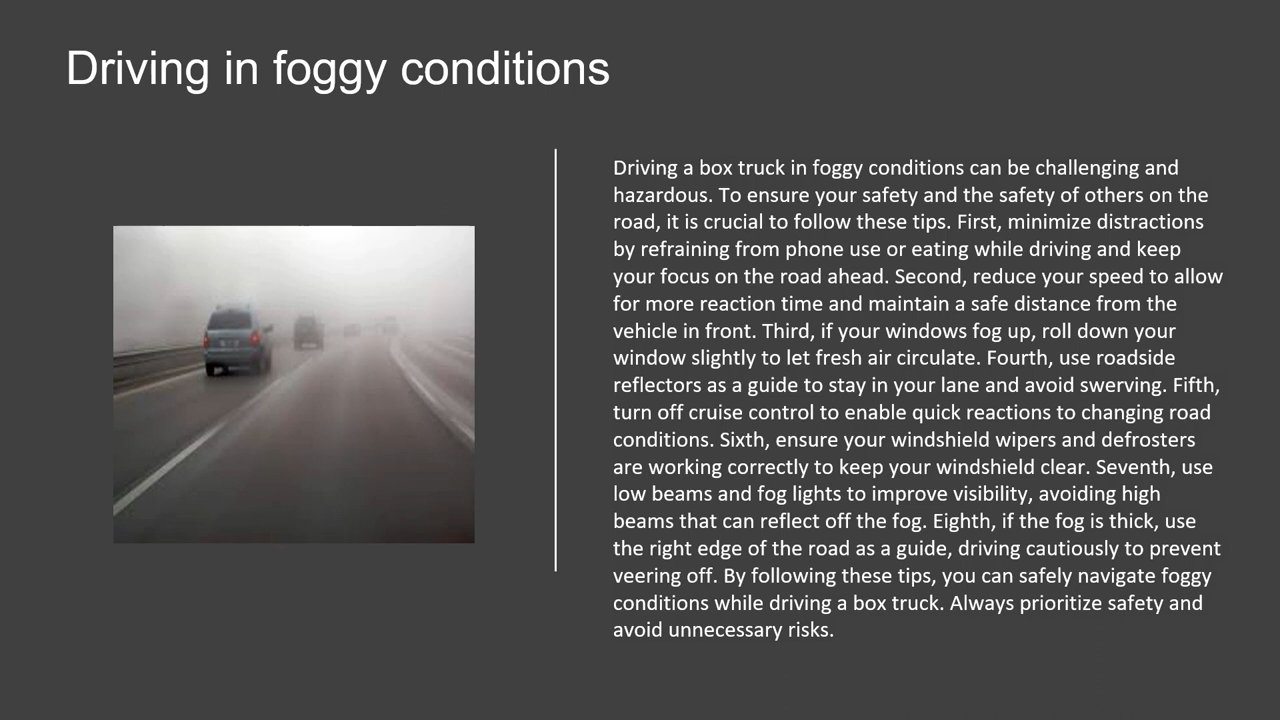 Driving in foggy conditions
Driving a box truck in foggy conditions can be challenging and
hazardous. To ensure your safety and the safety of others on the
road, it is crucial to follow these tips. First, minimize distractions
by refraining from phone use or eating while driving and keep
your focus on the road ahead. Second, reduce your speed to allow
for more reaction time and maintain a safe distance from the
vehicle in front. Third, if your windows fog up, roll down your
window slightly to let fresh air circulate. Fourth, use roadside
reflectors as a guide to stay in your lane and avoid swerving. Fifth,
turn off cruise control to enable quick reactions to changing road
conditions. Sixth, ensure your windshield wipers and defrosters
are working correctly to keep your windshield clear. Seventh, use
low beams and fog lights to improve visibility, avoiding high
beams that can reflect off the fog. Eighth, if the fog is thick, use
the right edge of the road as a guide, driving cautiously to prevent
veering off. By following these tips, you can safely navigate foggy
conditions while driving a box truck. Always prioritize safety and
avoid unnecessary risks.